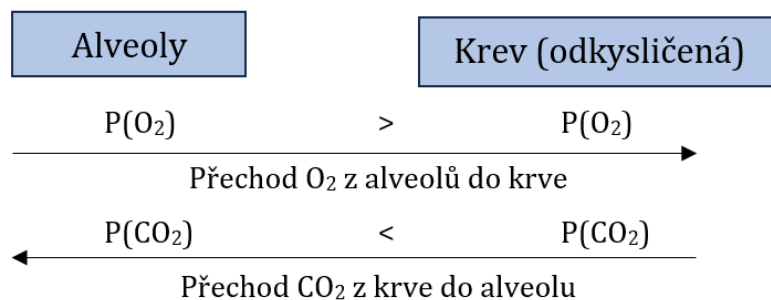 Alveoly
Krev (odkysličená)
P(O₂) > P(O₂)
Přechod O₂ z alveolů do krve
P(CO₂) < P(CO₂)
Přechod CO₂ z krve do alveolu